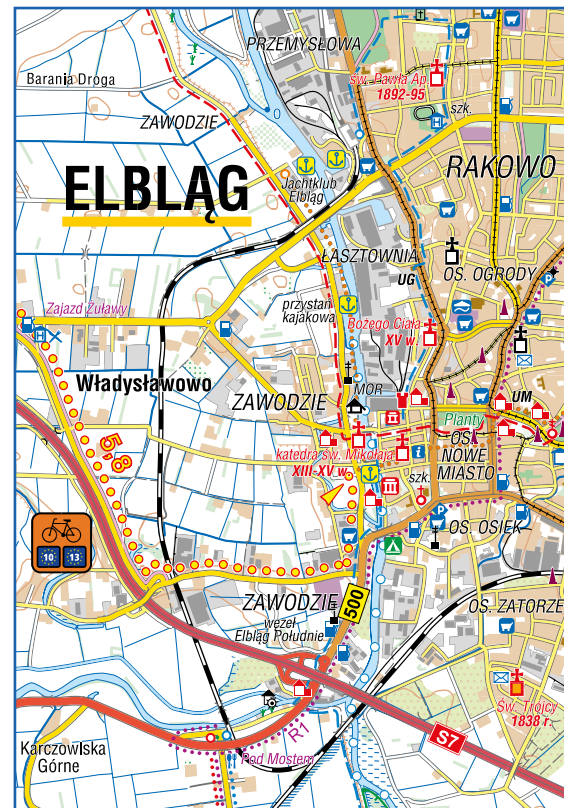 PRZEMYSŁOWA
Barania Droga
św. Pawła Ap.
1892-95
szk.
ZAWODZIE
H
RAKOWO
ELBLĄG
Jachtklub
Elbląg
ŁASZTOWNIA
UG
OS. OGRODY
P
przystań
kajakowa
Zajazd Żuławy
Bożego Ciała
XV w.
H
Władysławowo
MOR
ZAWODZIE
UM
Planty
katedra św. Mikołaja
XIII-XV w.
OS.
NOWE
MIASTO
5,8
i
szk.
P
OS. OSIEK
10
13
ZAWODZIE
500
OS. ZATORZE
węzeł
Elbląg Południe
Św. Trójcy
1838 r.
R1
S7
Karczowiska
Górne
Pod Mostem